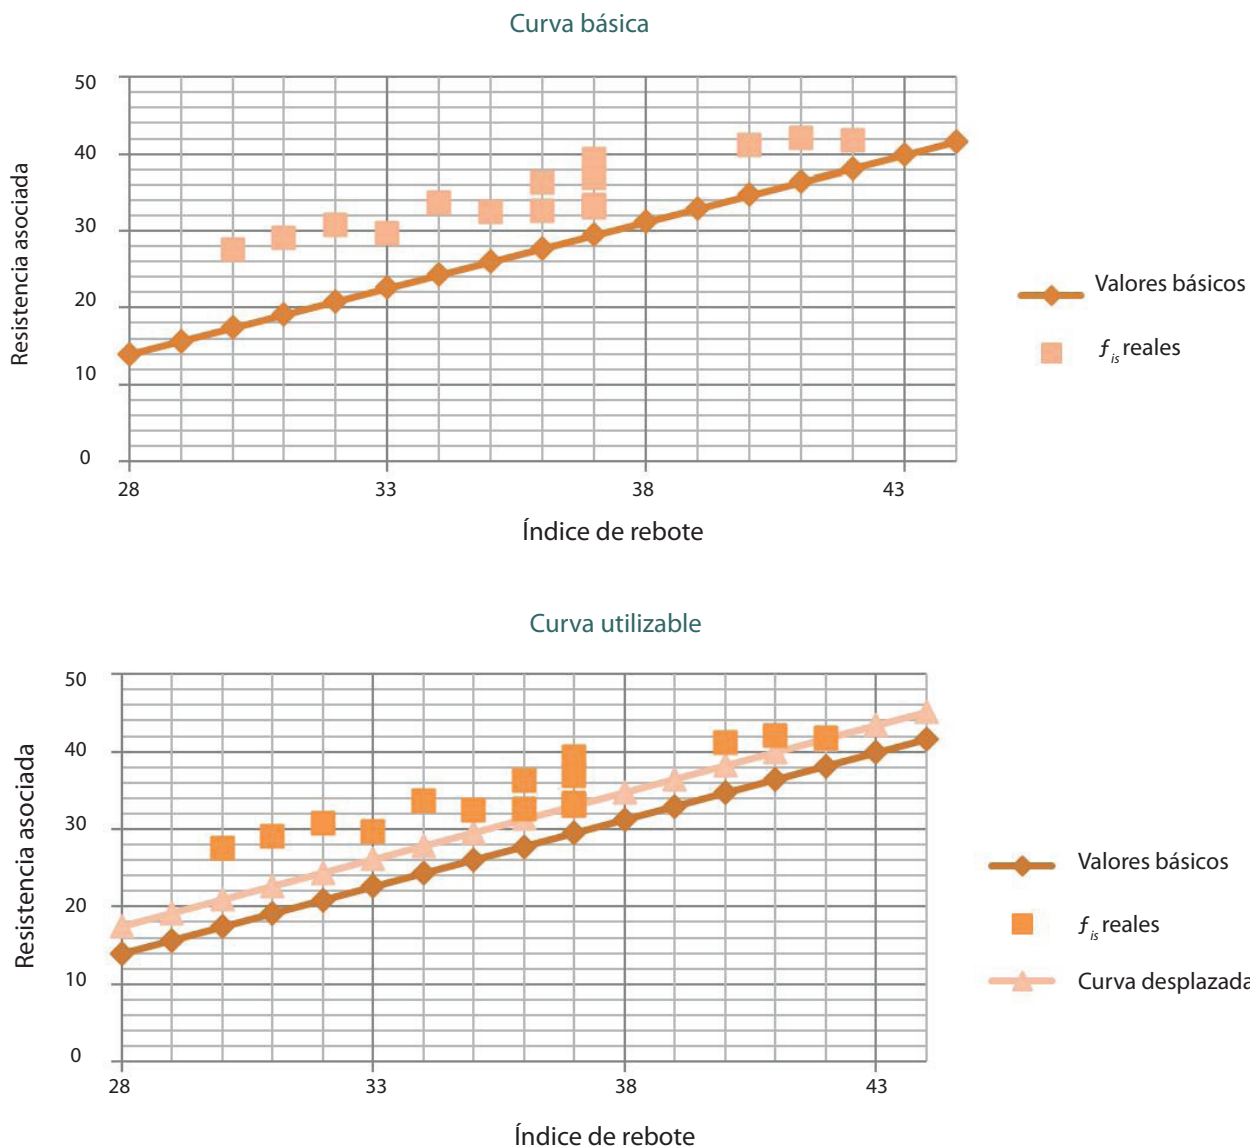 Curva básica
50
40
30
20
10
0
Resistencia asociada
28
33
38
43
Índice de rebote
Valores básicos
f is reales
Curva utilizable
50
40
30
20
10
0
Resistencia asociada
28
33
38
43
Índice de rebote
Valores básicos
f is reales
Curva desplazada